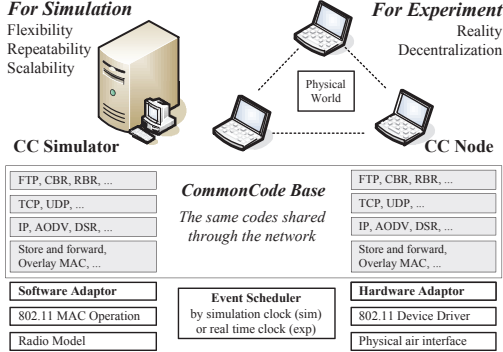 For Simulation
Flexibility
Repeatability
Scalability
For Experiment
Reality
Decentralization
Physical
World
CC Simulator
CC Node
FTP, CBR, RBR, ...
TCP, UDP, ...
IP, AODV, DSR, ...
Store and forward,
Overlay MAC, ...
CommonCode Base
The same codes shared
through the network
FTP, CBR, RBR, ...
TCP, UDP, ...
IP, AODV, DSR, ...
Store and forward,
Overlay MAC, ...
Software Adaptor
802.11 MAC Operation
Radio Model
Event Scheduler
by simulation clock (sim)
or real time clock (exp)
Hardware Adaptor
802.11 Device Driver
Physical air interface